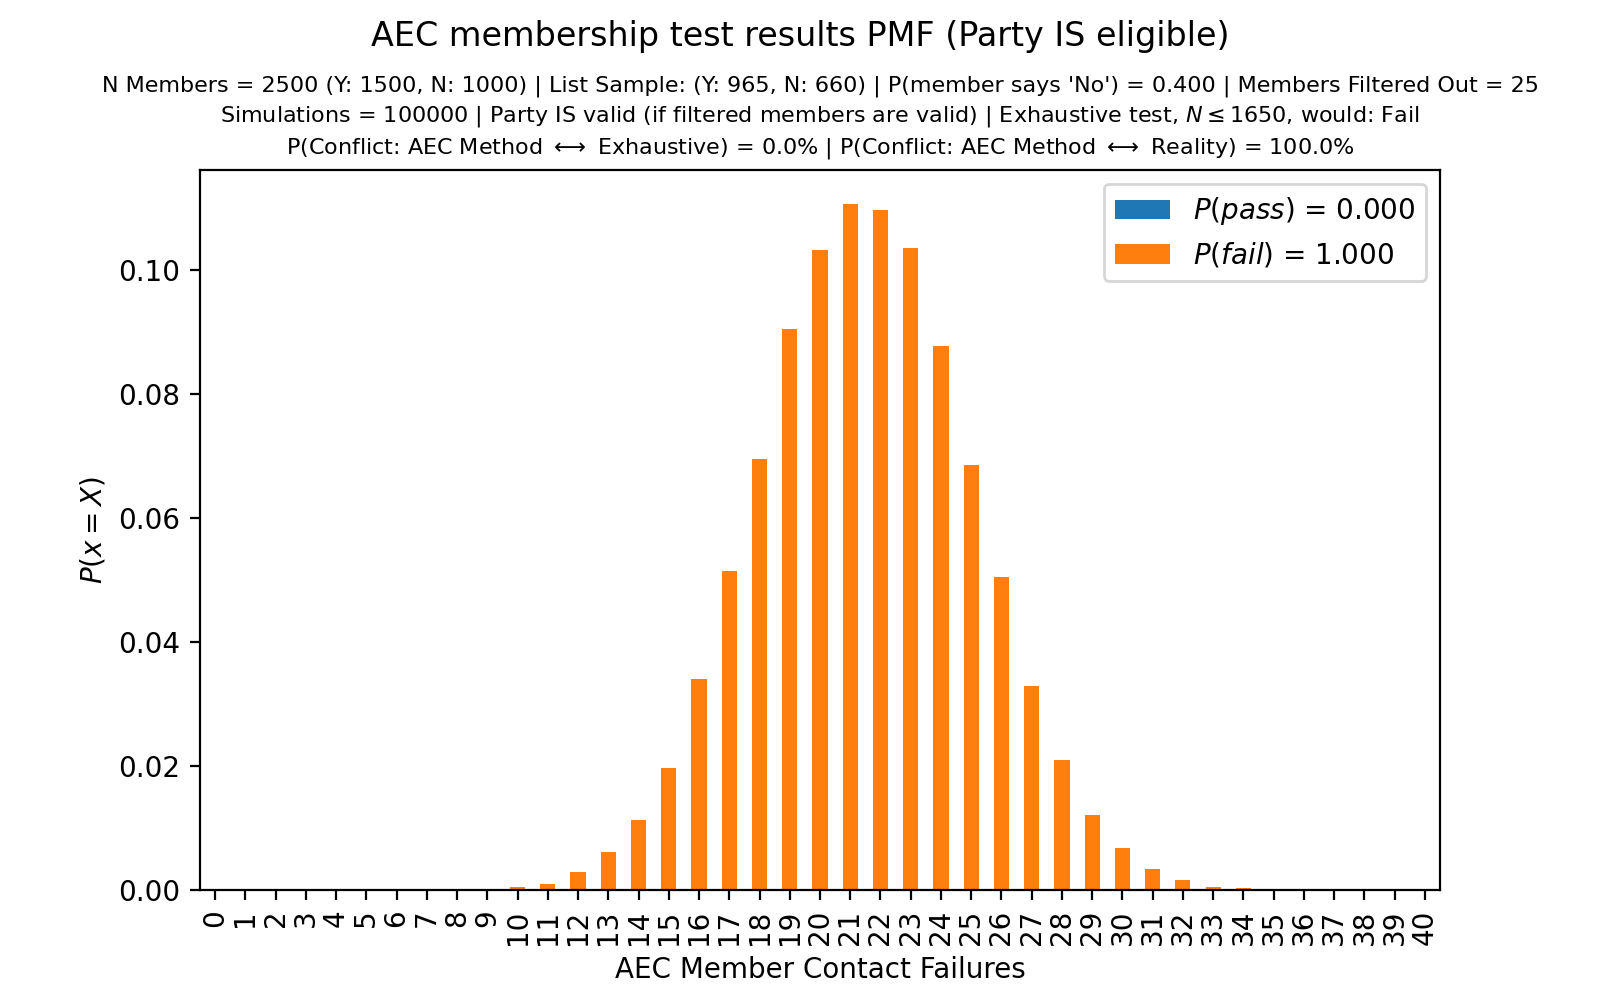 AEC membership test results PMF (Party IS eligible)
N Members = 2500 (Y: 1500, N: 1000) | List Sample: (Y: 965, N: 660) | P(member says 'No') = 0.400 | Members Filtered Out = 25
Simulations = 100000 | Party IS valid (if filtered members are valid) | Exhaustive test, N ≤ 1650, would: Fail
P(Conflict: AEC Method ⟷ Exhaustive) = 0.0% | P(Conflict: AEC Method ⟷ Reality) = 100.0%
P(pass) = 0.000
P(fail) = 1.000
0.10
0.08
0.06
0.04
0.02
0.00
P(x = X)
0 1 2 3 4 5 6 7 8 9 10 11 12 13 14 15 16 17 18 19 20 21 22 23 24 25 26 27 28 29 30 31 32 33 34 35 36 37 38 39 40
AEC Member Contact Failures